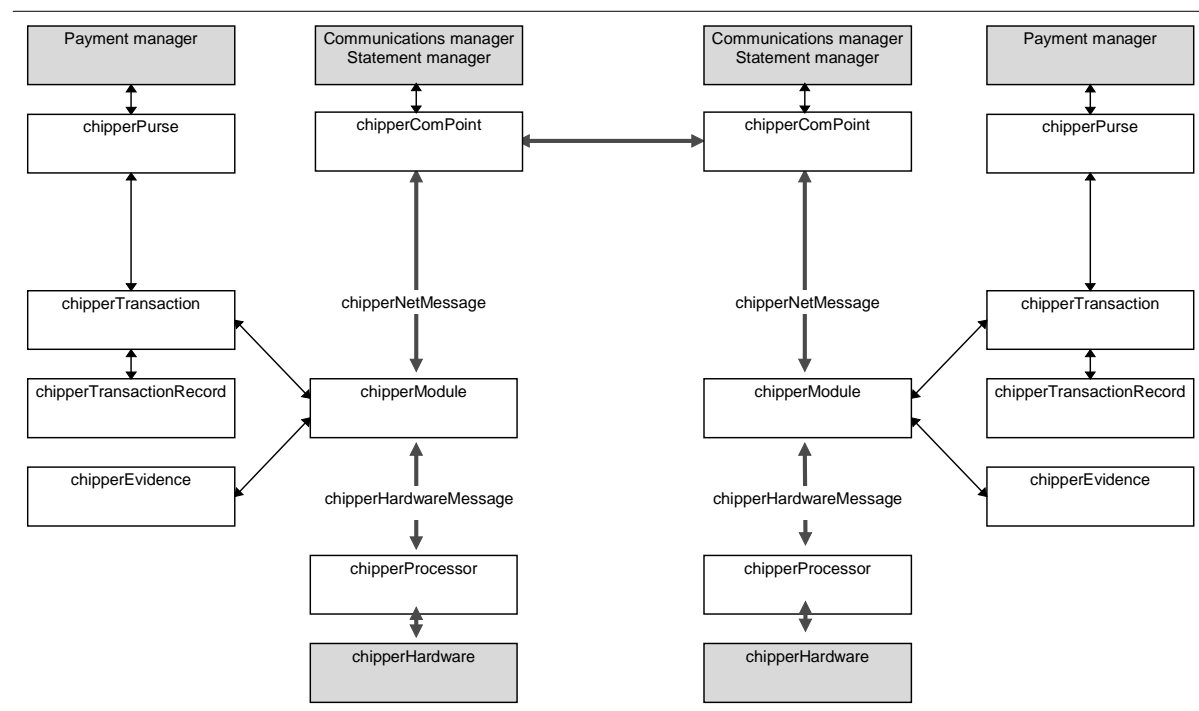 Payment manager
Communications manager
Statement manager
Communications manager
Statement manager
Payment manager
chipperPurse
chipperComPoint
chipperComPoint
chipperPurse
chipperTransaction
chipperNetMessage
chipperNetMessage
chipperTransaction
chipperTransactionRecord
chipperModule
chipperModule
chipperTransactionRecord
chipperEvidence
chipperHardwareMessage
chipperHardwareMessage
chipperEvidence
chipperProcessor
chipperProcessor
chipperHardware
chipperHardware